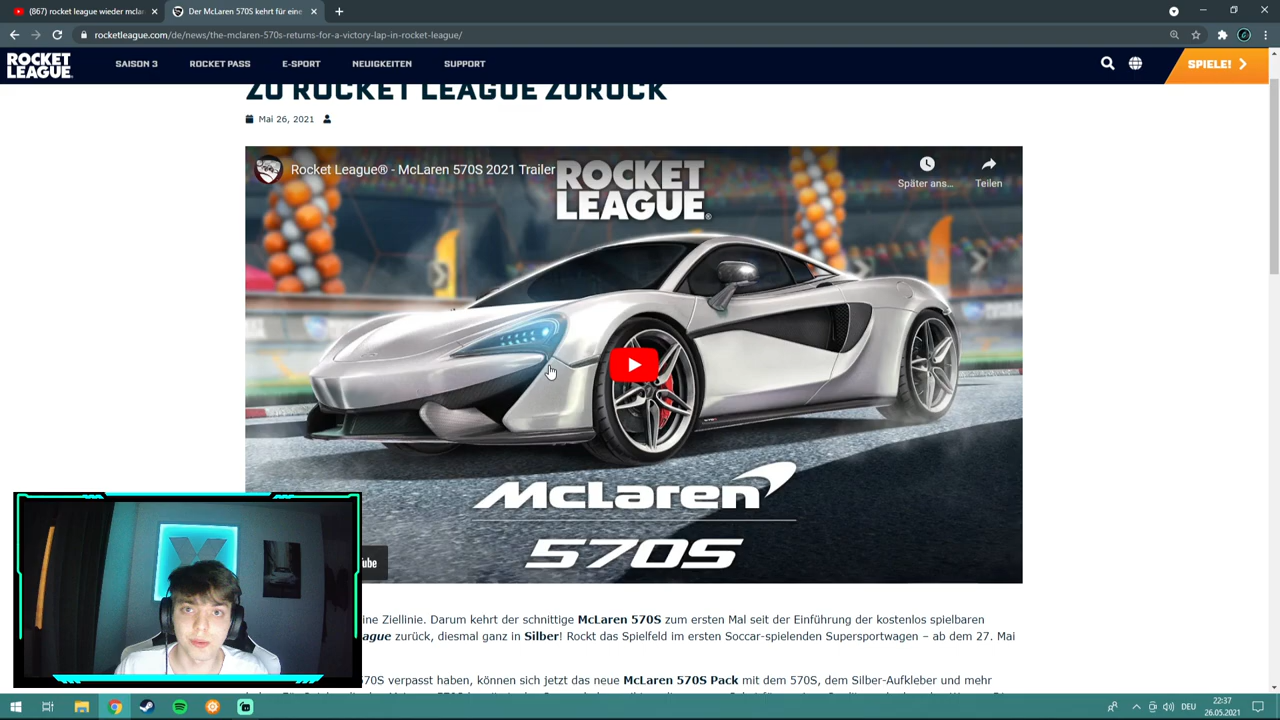 (867) rocket league wieder mcla
Der McLaren 570S kehrt für eine
rocketleague.com/de/news/the-mclaren-570s-returns-for-a-victory-lap-in-rocket-league/
ROCKET LEAGUE
SAISON 3
ROCKET PASS
E-SPORT
NEUIGKEITEN
SUPPORT
SPIELE!
ZU ROCKET LEAGUE ZURÜCK
Mai 26, 2021
Rocket League® - McLaren 570S 2021 Trailer
ROCKET
LEAGUE®
Später ans...
Teilen
McLaren
570S
ine Ziellinie. Darum kehrt der schnittige McLaren 570S zum ersten Mal seit der Einführung der kostenlos spielbaren
ague zurück, diesmal ganz in Silber! Rockt das Spielfeld im ersten Soccar-spielenden Supersportwagen – ab dem 27. Mai
70S verpasst haben, können sich jetzt das neue McLaren 570S Pack mit dem 570S, dem Silber-Aufkleber und mehr
DEU
22:37
26.05.2021